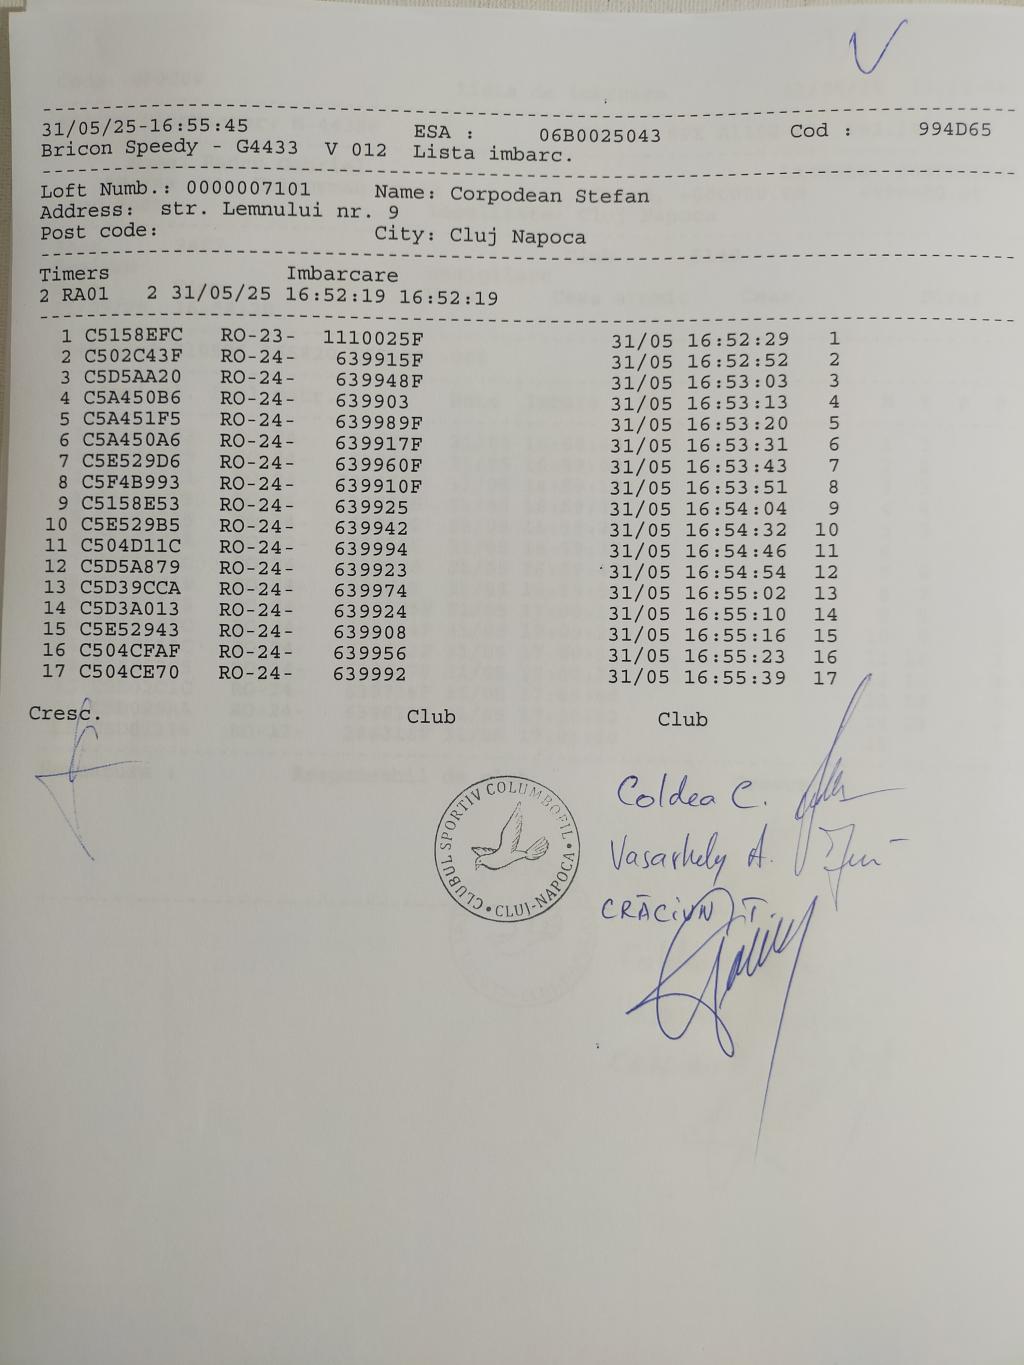 31/05/25-16:55:45 ESA : 06B0025043 Cod : 994D65
Bricon Speedy - G4433 V 012 Lista imbarc.
Loft Numb.: 0000007101 Name: Corpodean Stefan
Address: str. Lemnului nr. 9
Post code: City: Cluj Napoca
Timers Imbarcare
2 RA01 2 31/05/25 16:52:19 16:52:19
1 C5158EFC RO-23- 1110025F 31/05 16:52:29 1
2 C502C43F RO-24- 639915F 31/05 16:52:52 2
3 C5D5AA20 RO-24- 639948F 31/05 16:53:03 3
4 C5A450B6 RO-24- 639903 31/05 16:53:13 4
5 C5A451F5 RO-24- 639989F 31/05 16:53:20 5
6 C5A450A6 RO-24- 639917F 31/05 16:53:31 6
7 C5E529D6 RO-24- 639960F 31/05 16:53:43 7
8 C5F4B993 RO-24- 639910F 31/05 16:53:51 8
9 C5158E53 RO-24- 639925 31/05 16:54:04 9
10 C5E529B5 RO-24- 639942 31/05 16:54:32 10
11 C504D11C RO-24- 639994 31/05 16:54:46 11
12 C5D5A879 RO-24- 639923 31/05 16:54:54 12
13 C5D39CCA RO-24- 639974 31/05 16:55:02 13
14 C5D3A013 RO-24- 639924 31/05 16:55:10 14
15 C5E52943 RO-24- 639908 31/05 16:55:16 15
16 C504CFAF RO-24- 639956 31/05 16:55:23 16
17 C504CE70 RO-24- 639992 31/05 16:55:39 17
Cresc. Club Club
CLUBUL SPORTIV COLUMBOFIL • CLUJ-NAPOCA •
Coldea C.
Vasarhely A.
CRĂCIUN T.